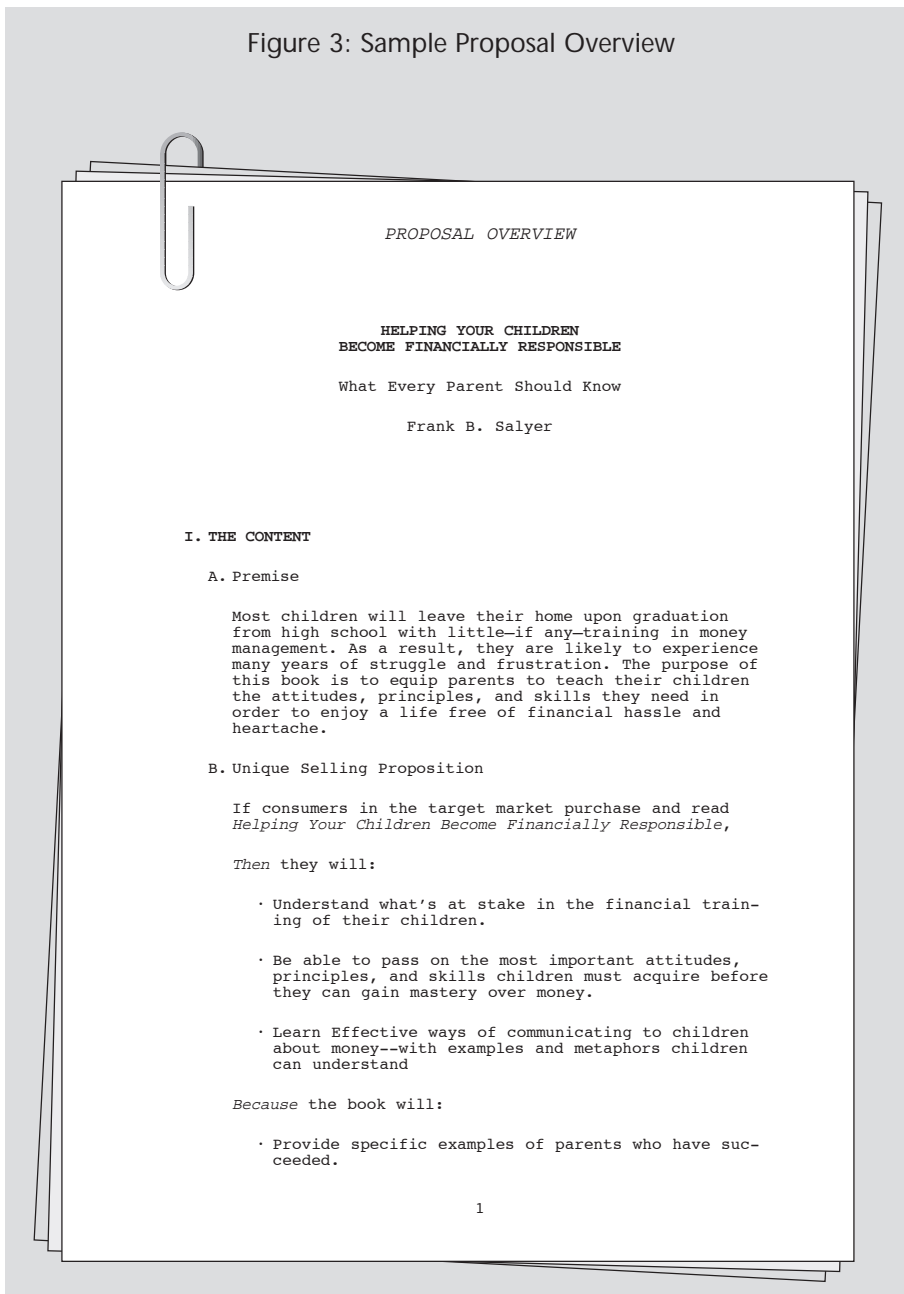 Figure 3: Sample Proposal Overview
PROPOSAL OVERVIEW
HELPING YOUR CHILDREN
BECOME FINANCIALLY RESPONSIBLE
What Every Parent Should Know
Frank B. Salyer
I. THE CONTENT
A. Premise
Most children will leave their home upon graduation
from high school with little—if any—training in money
management. As a result, they are likely to experience
many years of struggle and frustration. The purpose of
this book is to equip parents to teach their children
the attitudes, principles, and skills they need in
order to enjoy a life free of financial hassle and
heartache.
B. Unique Selling Proposition
If consumers in the target market purchase and read
Helping Your Children Become Financially Responsible,
Then they will:
· Understand what's at stake in the financial train-
ing of their children.
· Be able to pass on the most important attitudes,
principles, and skills children must acquire before
they can gain mastery over money.
· Learn Effective ways of communicating to children
about money--with examples and metaphors children
can understand
Because the book will:
· Provide specific examples of parents who have suc-
ceeded.
1